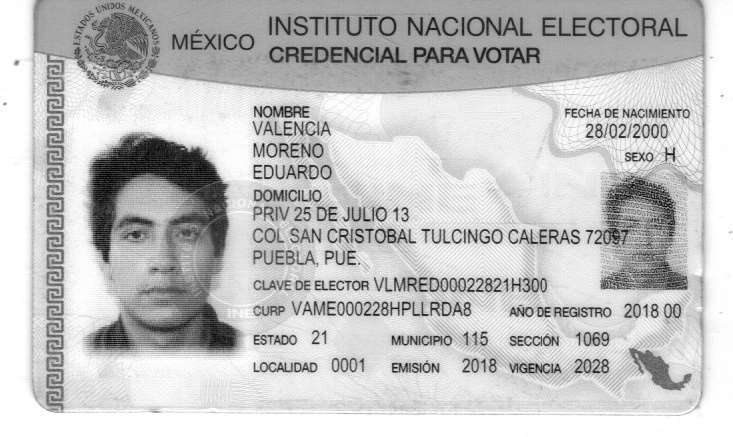 ESTADOS UNIDOS MEXICANOS
MÉXICO
INSTITUTO NACIONAL ELECTORAL
CREDENCIAL PARA VOTAR
NOMBRE
VALENCIA
MORENO
EDUARDO
FECHA DE NACIMIENTO
28/02/2000
SEXO H
DOMICILIO
PRIV 25 DE JULIO 13
COL SAN CRISTOBAL TULCINGO CALERAS 72097
PUEBLA, PUE.
CLAVE DE ELECTOR VLMRED00022821H300
CURP VAME000228HPLLRDA8 AÑO DE REGISTRO 2018 00
ESTADO 21 MUNICIPIO 115 SECCIÓN 1069
LOCALIDAD 0001 EMISIÓN 2018 VIGENCIA 2028